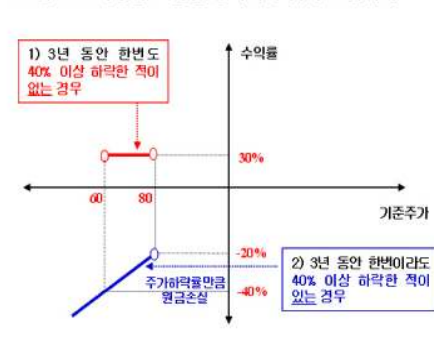 1) 3년 동안 한번도
40% 이상 하락한 적이
없는 경우
수익률
30%
60
80
기준주가
-20%
주가하락률만큼
원금손실
-40%
2) 3년 동안 한번이라도
40% 이상 하락한 적이
있는 경우